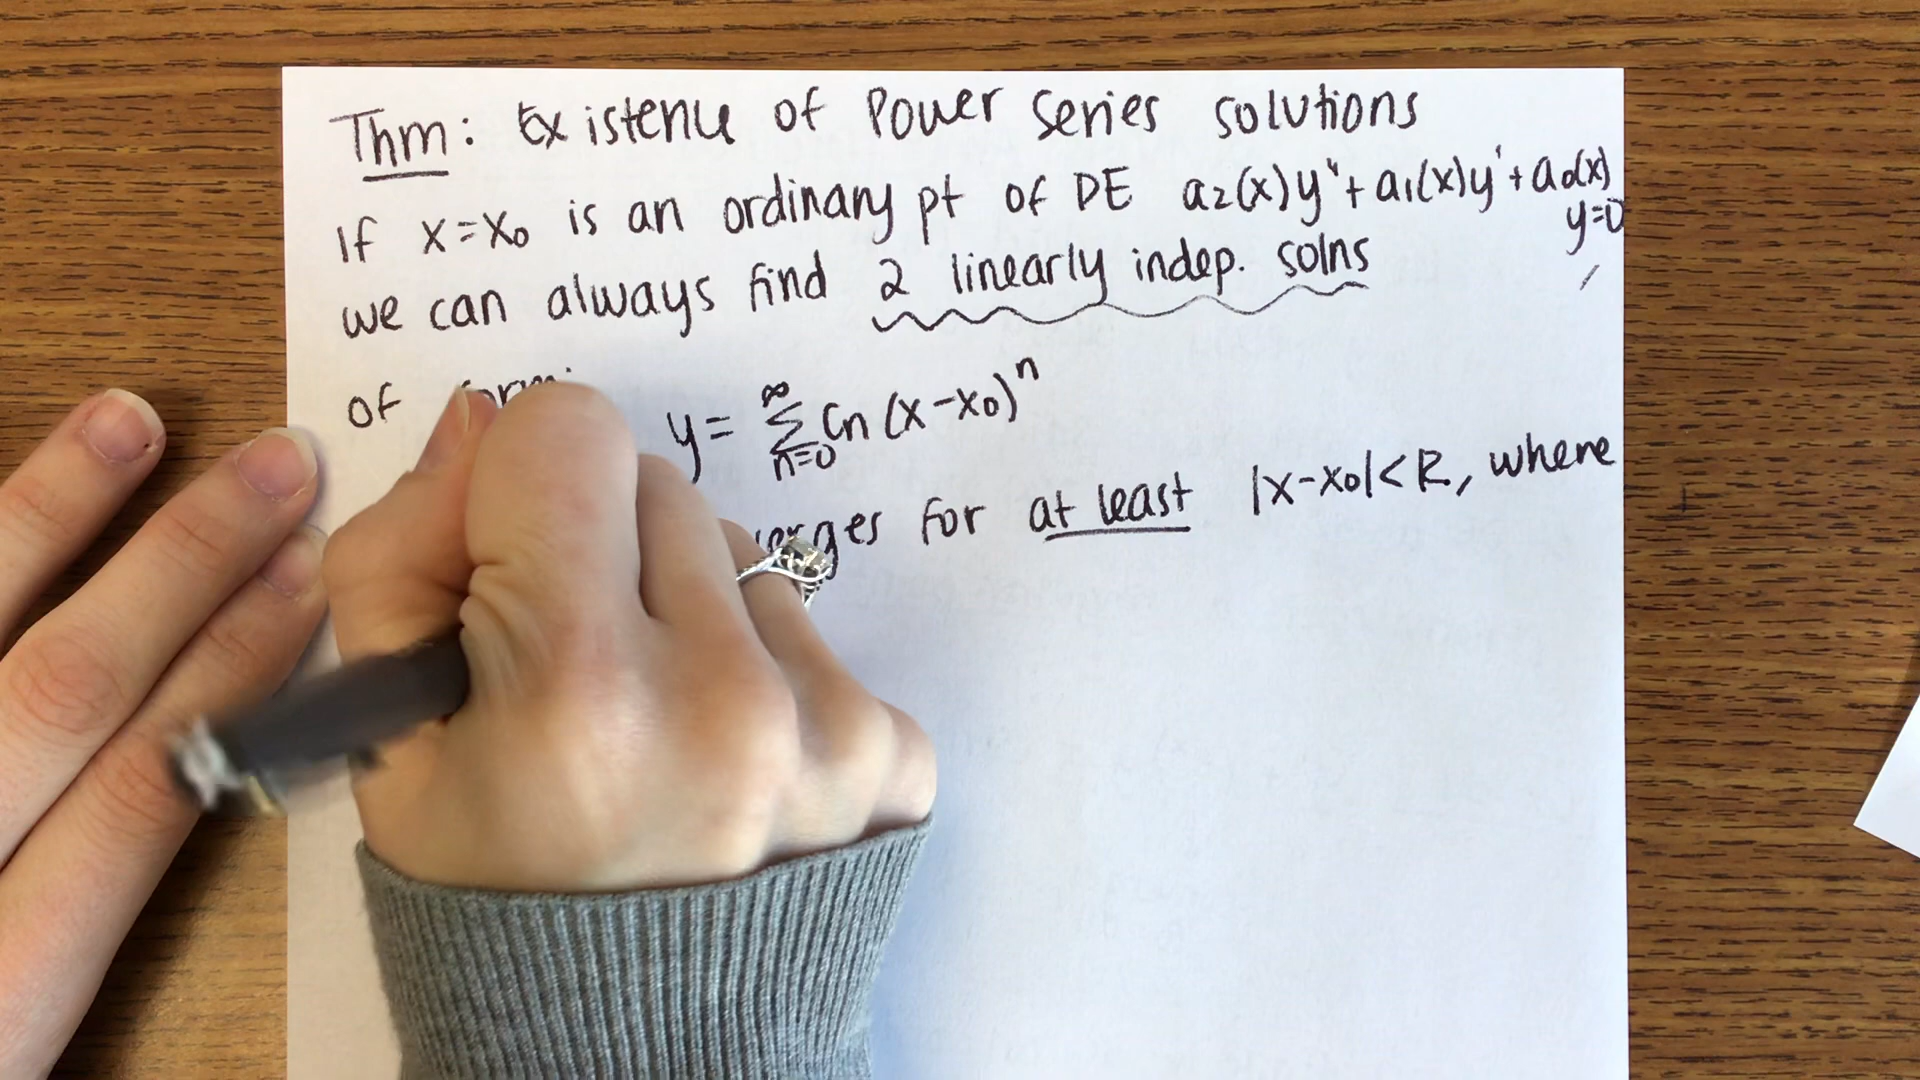 Thm: Existence of Power Series solutions
If x=x₀ is an ordinary pt of DE a₂(x)y"+a₁(x)y'+a₀(x)
y=0,
we can always find 2 linearly indep. solns
of form:
y= ∞ Σ n=0 Cn(x-x₀)ⁿ
for at least |x-x₀|<R, where